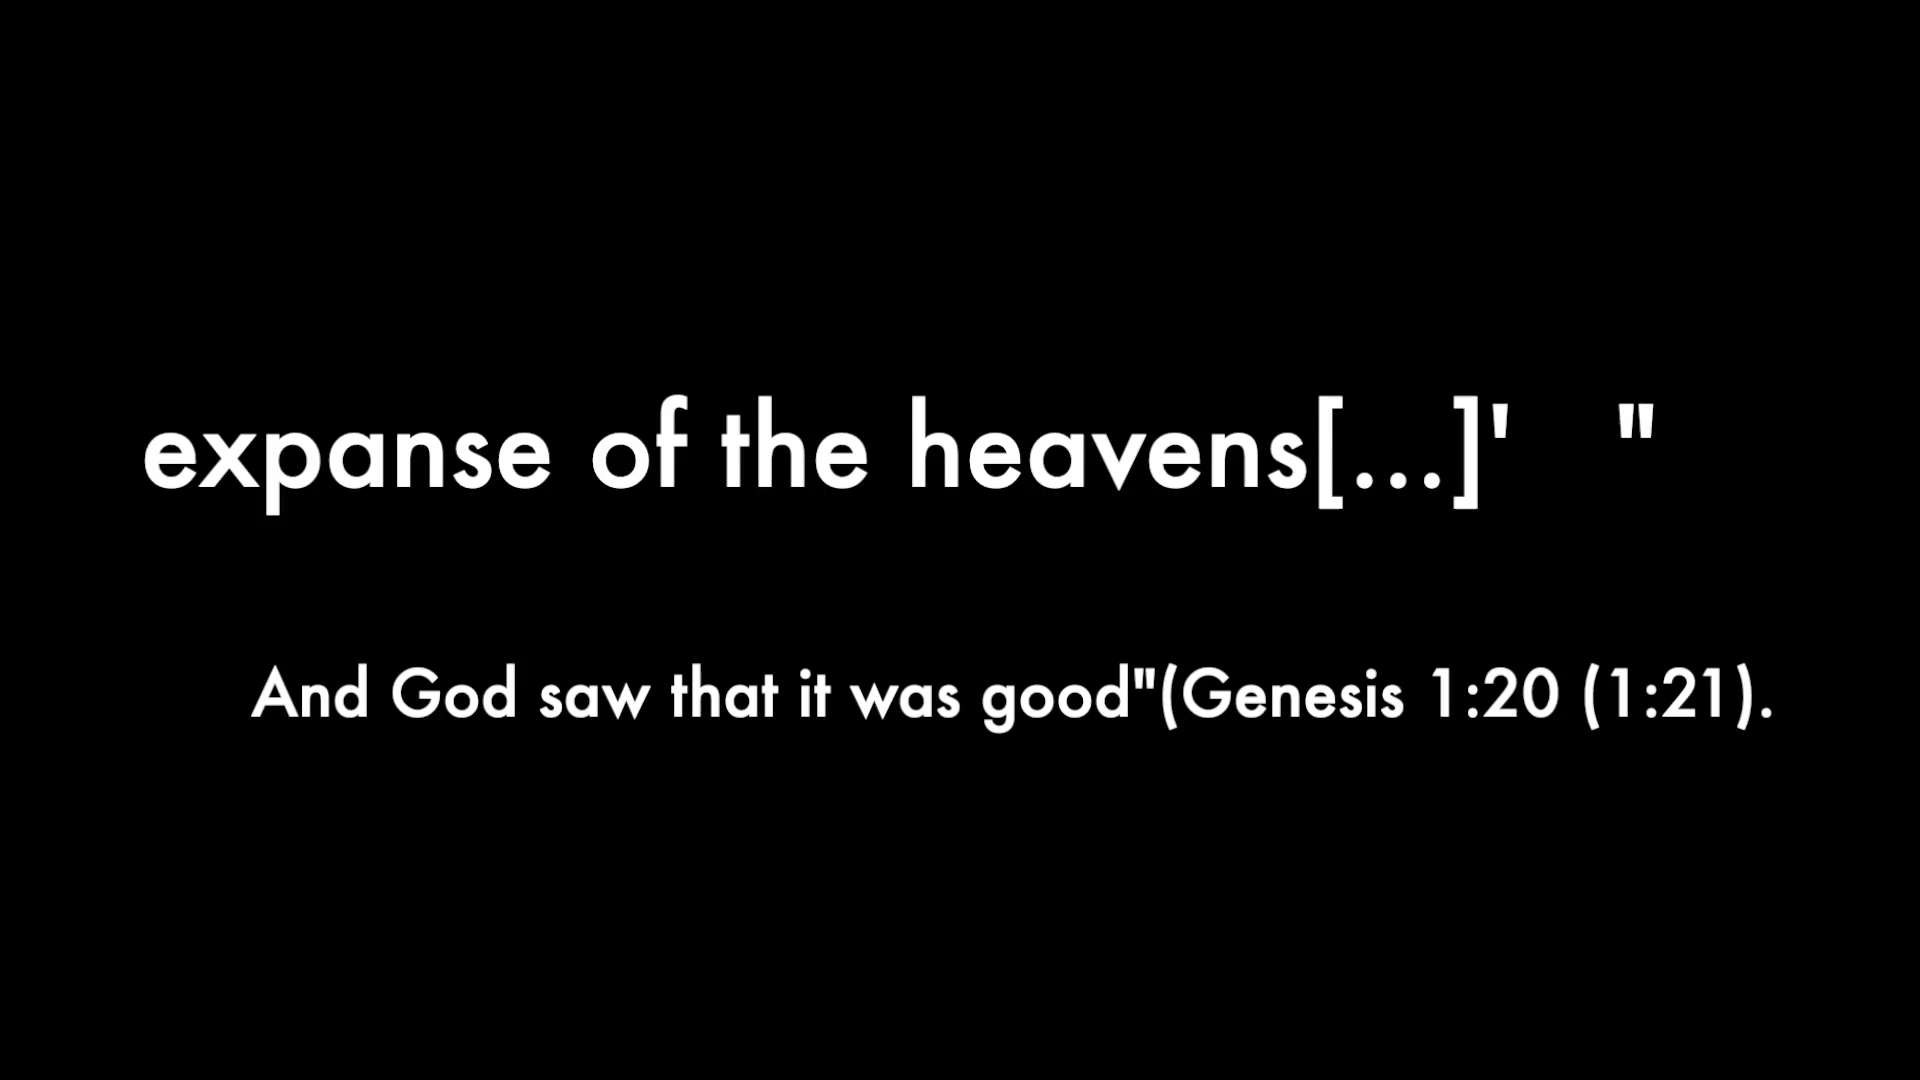 expanse of the heavens[...]' "
And God saw that it was good"(Genesis 1:20 (1:21).